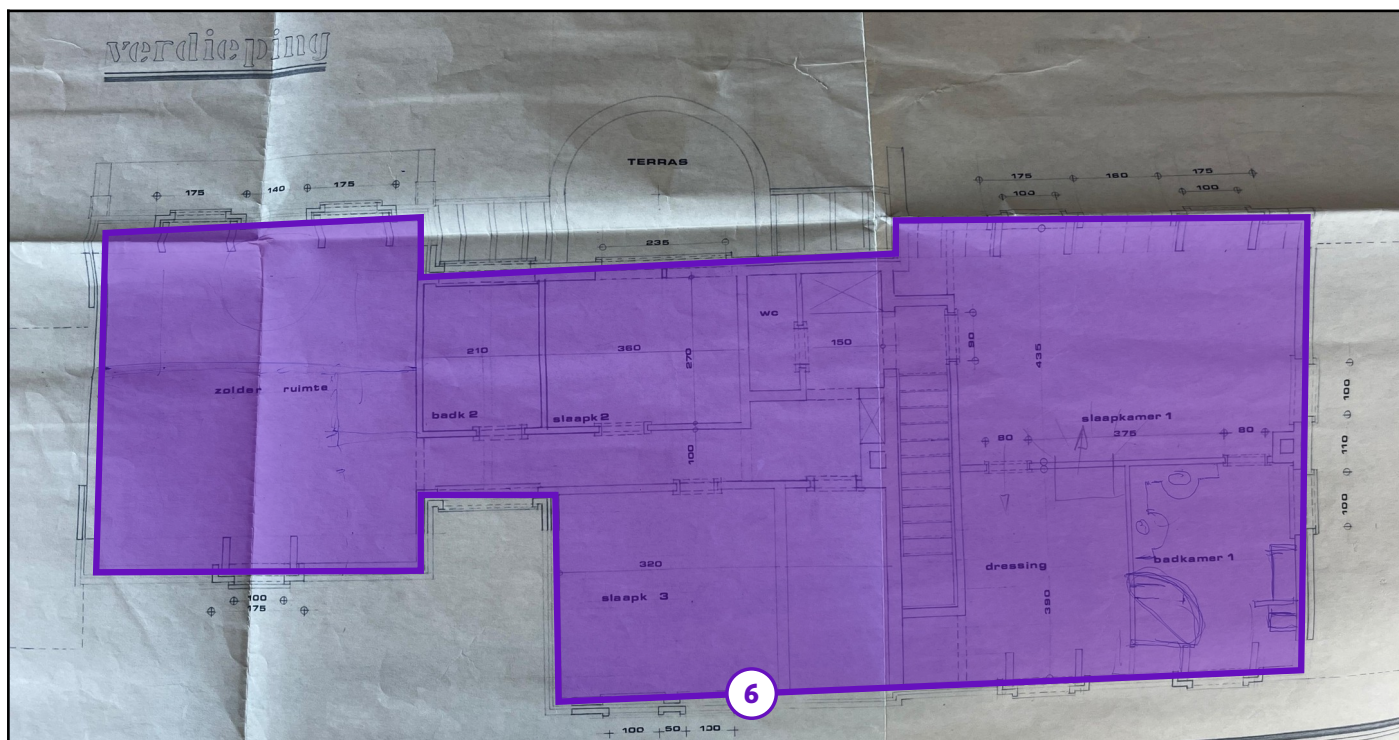 verdieping
TERRAS
175 140 175
175 160 175
100 100
235
wc
210 360 270 150 90 435
100
110
100
zolder ruimte
badk 2 slaapk 2
slaapkamer 1
80 375 80
100
320
dressing badkamer 1
slaapk 3
390
100
175
6
100 50 100